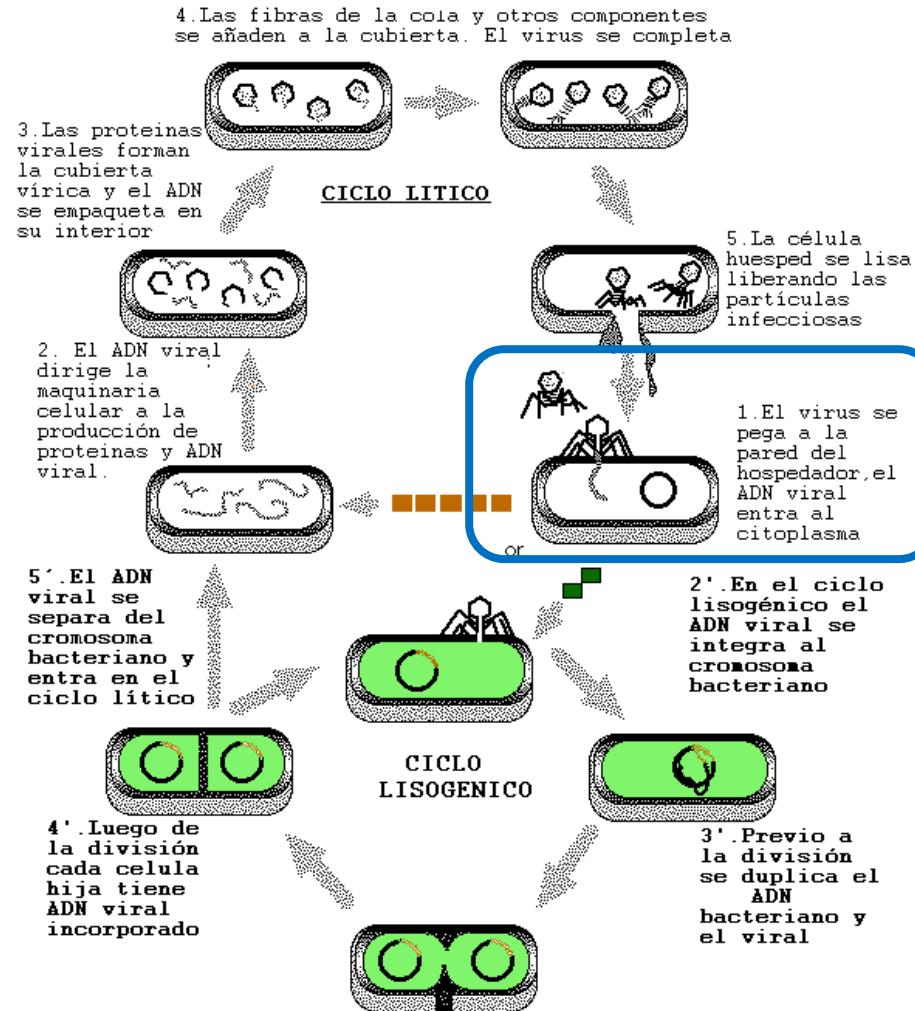 4.Las fibras de la cola y otros componentes
se añaden a la cubierta. El virus se completa
3.Las proteinas
virales forman
la cubierta
vírica y el ADN
se empaqueta en
su interior
CICLO LITICO
5.La célula
huesped se lisa
liberando las
partículas
infecciosas
2. El ADN viral
dirige la
maquinaria
celular a la
producción de
proteinas y ADN
viral.
1.El virus se
pega a la
pared del
hospedador,el
ADN viral
entra al
citoplasma
or
5´.El ADN
viral se
separa del
cromosoma
bacteriano y
entra en el
ciclo lítico
2'.En el ciclo
lisogénico el
ADN viral se
integra al
cromosoma
bacteriano
CICLO
LISOGENICO
4'.Luego de
la división
cada celula
hija tiene
ADN viral
incorporado
3'.Previo a
la división
se duplica el
ADN
bacteriano y
el viral